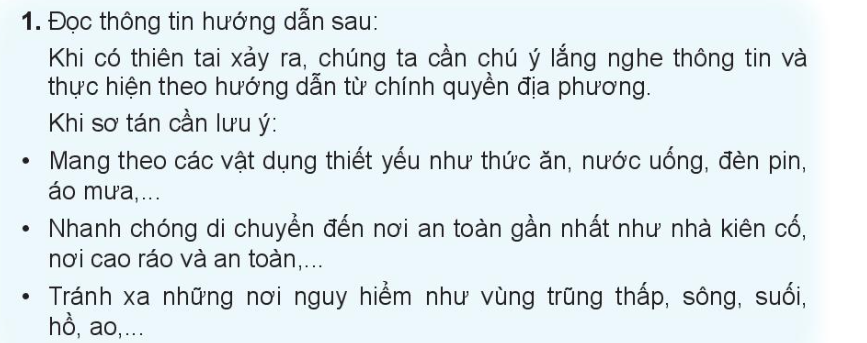 1. Đọc thông tin hướng dẫn sau:
Khi có thiên tai xảy ra, chúng ta cần chú ý lắng nghe thông tin và
thực hiện theo hướng dẫn từ chính quyền địa phương.
Khi sơ tán cần lưu ý:
• Mang theo các vật dụng thiết yếu như thức ăn, nước uống, đèn pin,
áo mưa,...
• Nhanh chóng di chuyển đến nơi an toàn gần nhất như nhà kiên cố,
nơi cao ráo và an toàn,...
• Tránh xa những nơi nguy hiểm như vùng trũng thấp, sông, suối,
hồ, ao,...